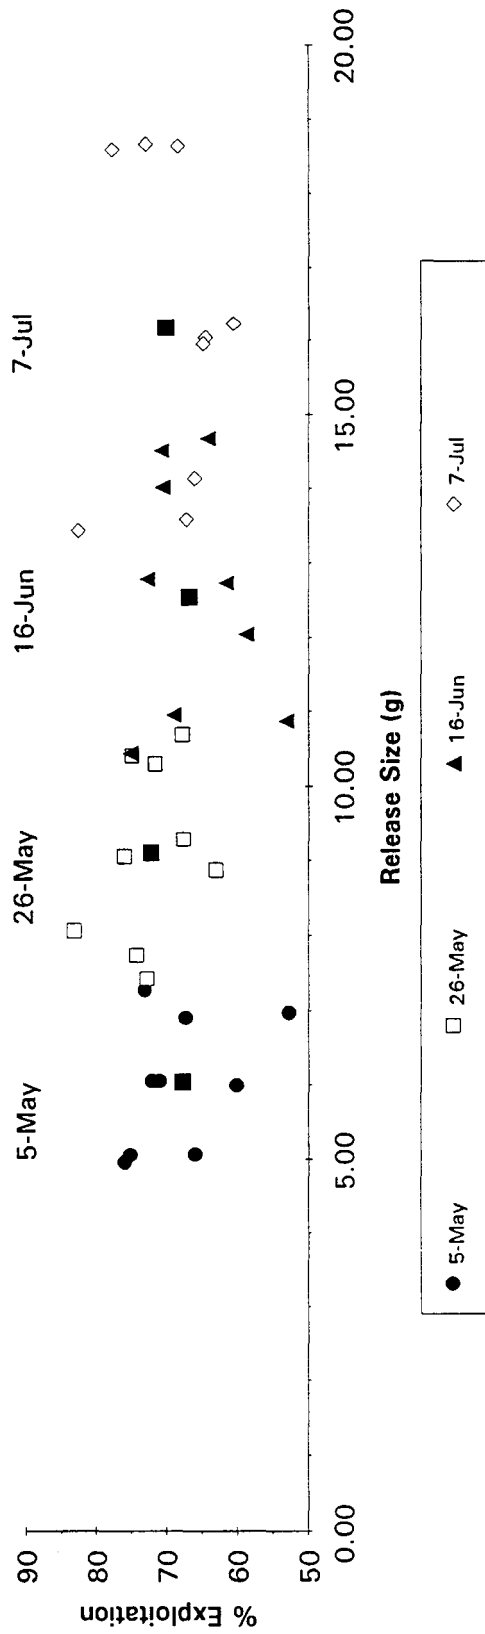 5-May
26-May
16-Jun
7-Jul
90
80
70
60
50
% Exploitation
0.00
5.00
10.00
15.00
20.00
Release Size (g)
5-May
26-May
16-Jun
7-Jul